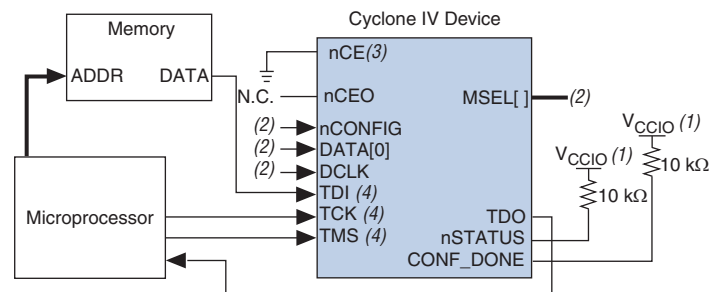 Cyclone IV Device
Memory
ADDR DATA
nCE(3)
N.C. nCEO MSEL[ ] (2)
(2) nCONFIG
(2) DATA[0]
(2) DCLK
TDI (4)
Microprocessor TCK (4) TDO
TMS (4) nSTATUS
CONF_DONE
VCCIO (1)
10 kΩ
VCCIO (1)
10 kΩ